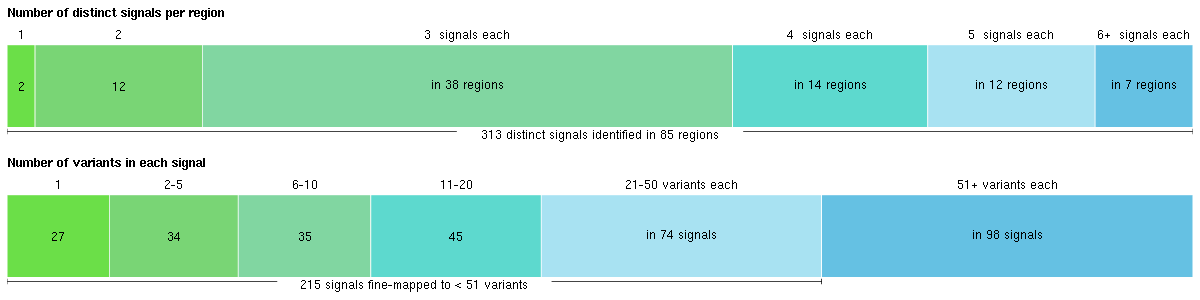 Number of distinct signals per region
1 2 3 signals each 4 signals each 5 signals each 6+ signals each
2 12 in 38 regions in 14 regions in 12 regions in 7 regions
313 distinct signals identified in 85 regions
Number of variants in each signal
1 2-5 6-10 11-20 21-50 variants each 51+ variants each
27 34 35 45 in 74 signals in 98 signals
215 signals fine-mapped to < 51 variants